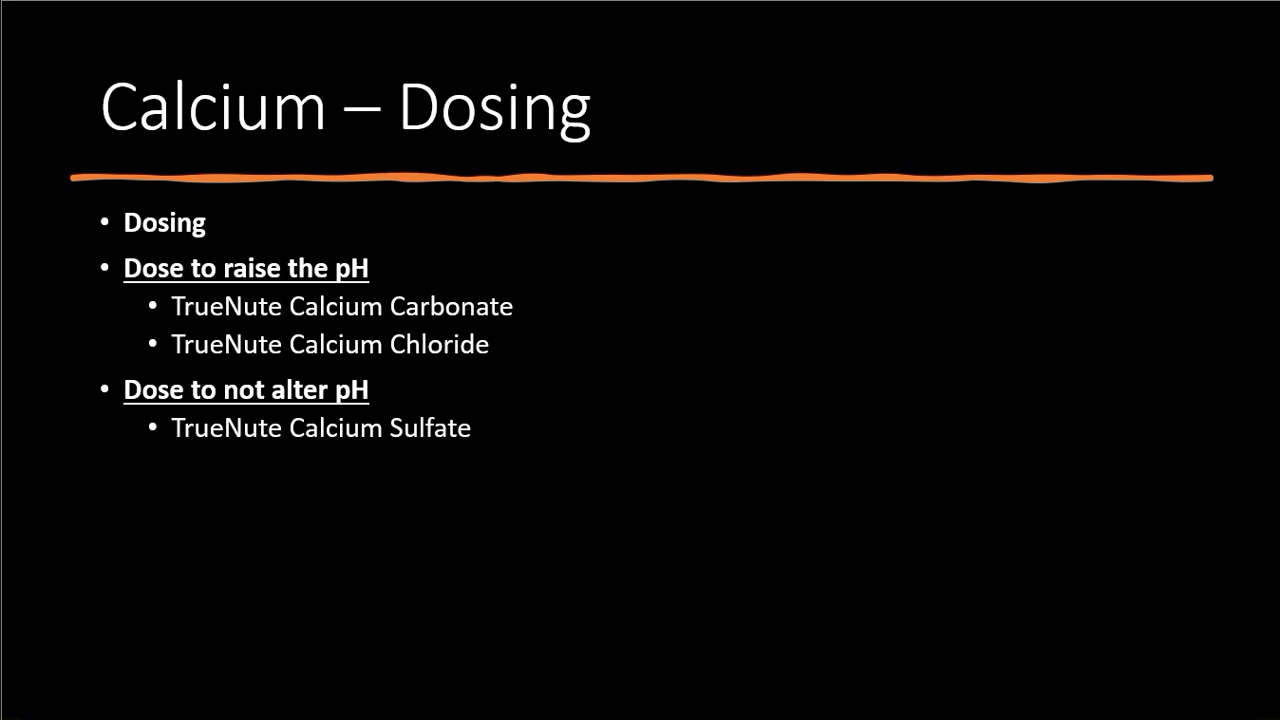 Calcium – Dosing
• Dosing
• Dose to raise the pH
• TrueNute Calcium Carbonate
• TrueNute Calcium Chloride
• Dose to not alter pH
• TrueNute Calcium Sulfate